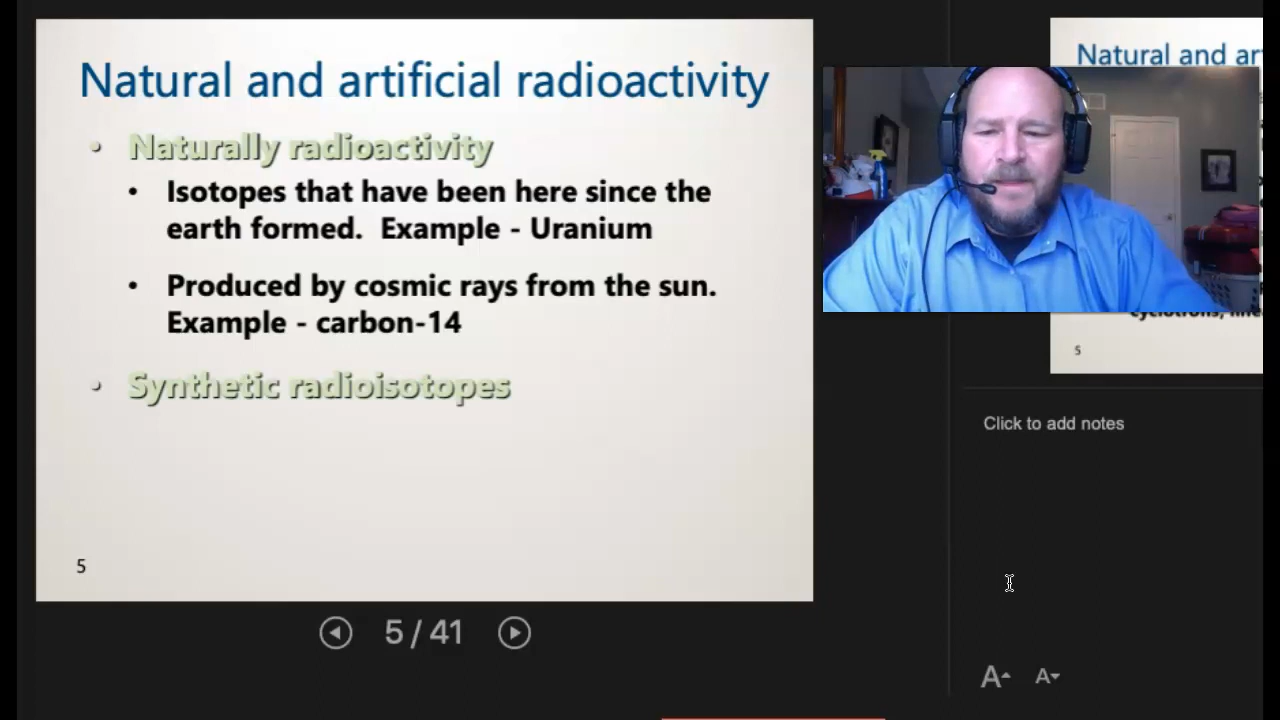 Natural and artificial radioactivity
• Naturally radioactivity
• Isotopes that have been here since the
earth formed. Example - Uranium
• Produced by cosmic rays from the sun.
Example - carbon-14
• Synthetic radioisotopes
5
5 / 41
Natural and ar
5
Click to add notes
A A